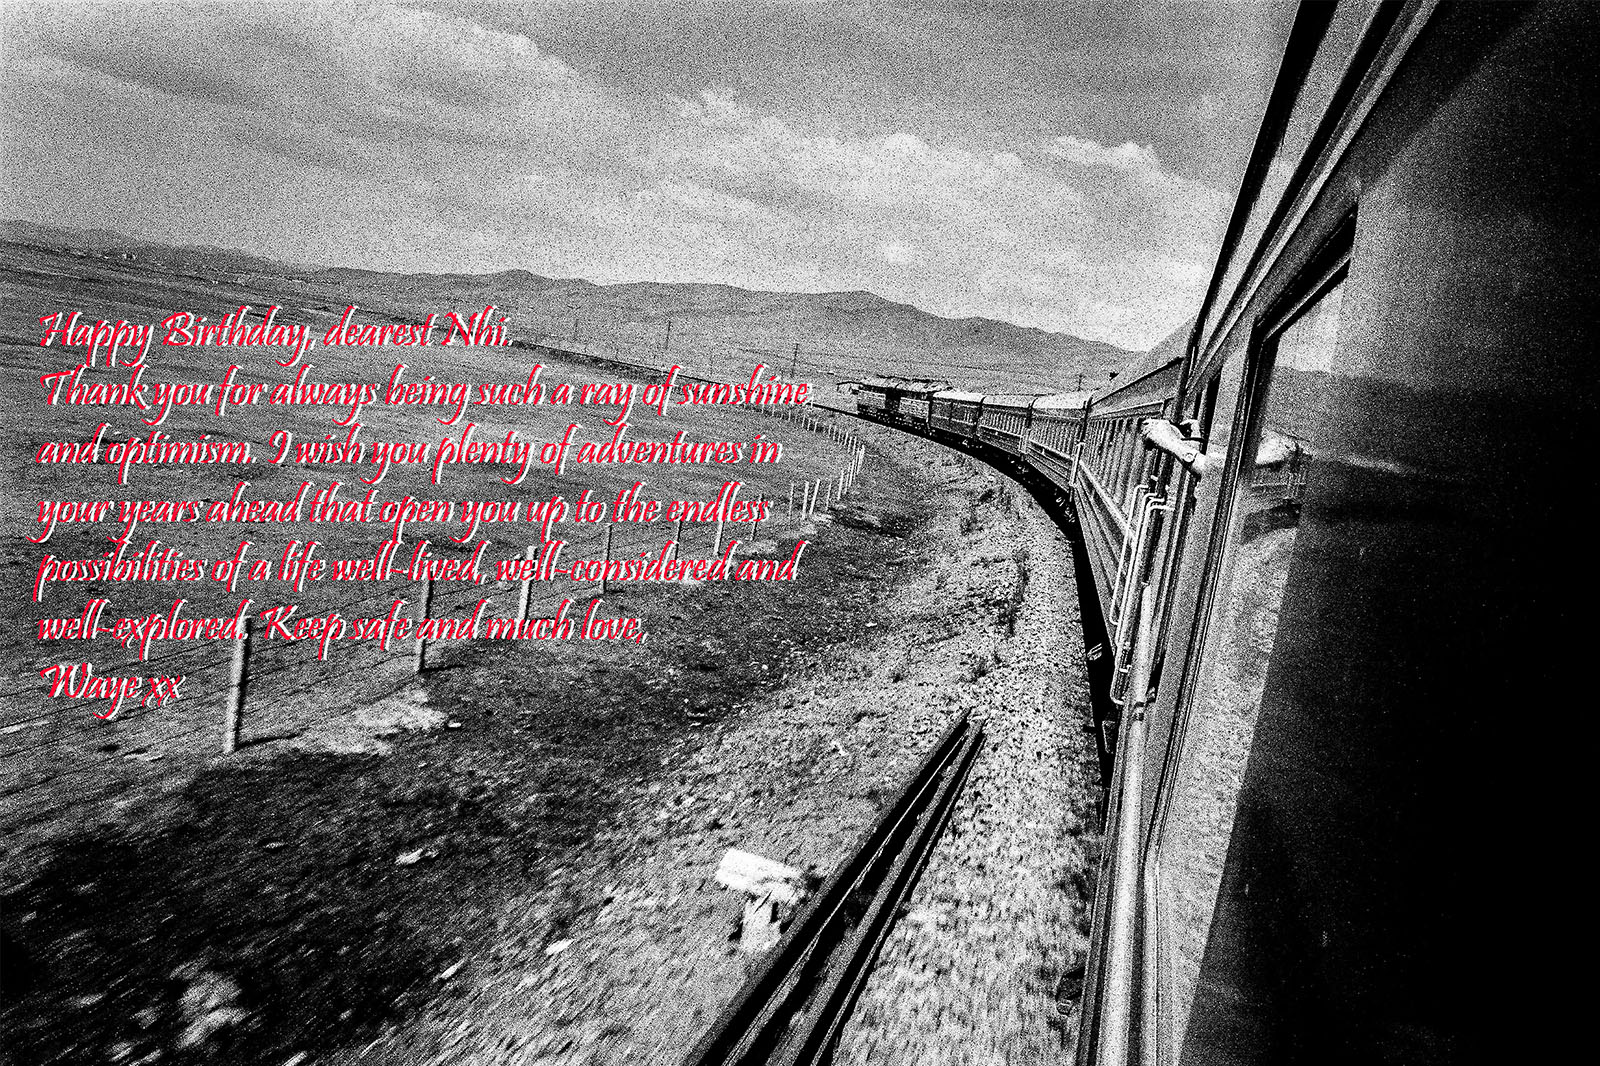 Happy Birthday, dearest Nhi.
Thank you for always being such a ray of sunshine
and optimism. I wish you plenty of adventures in
your years ahead that open you up to the endless
possibilities of a life well-lived, well-considered and
well-explored. Keep safe and much love,
Waye xx